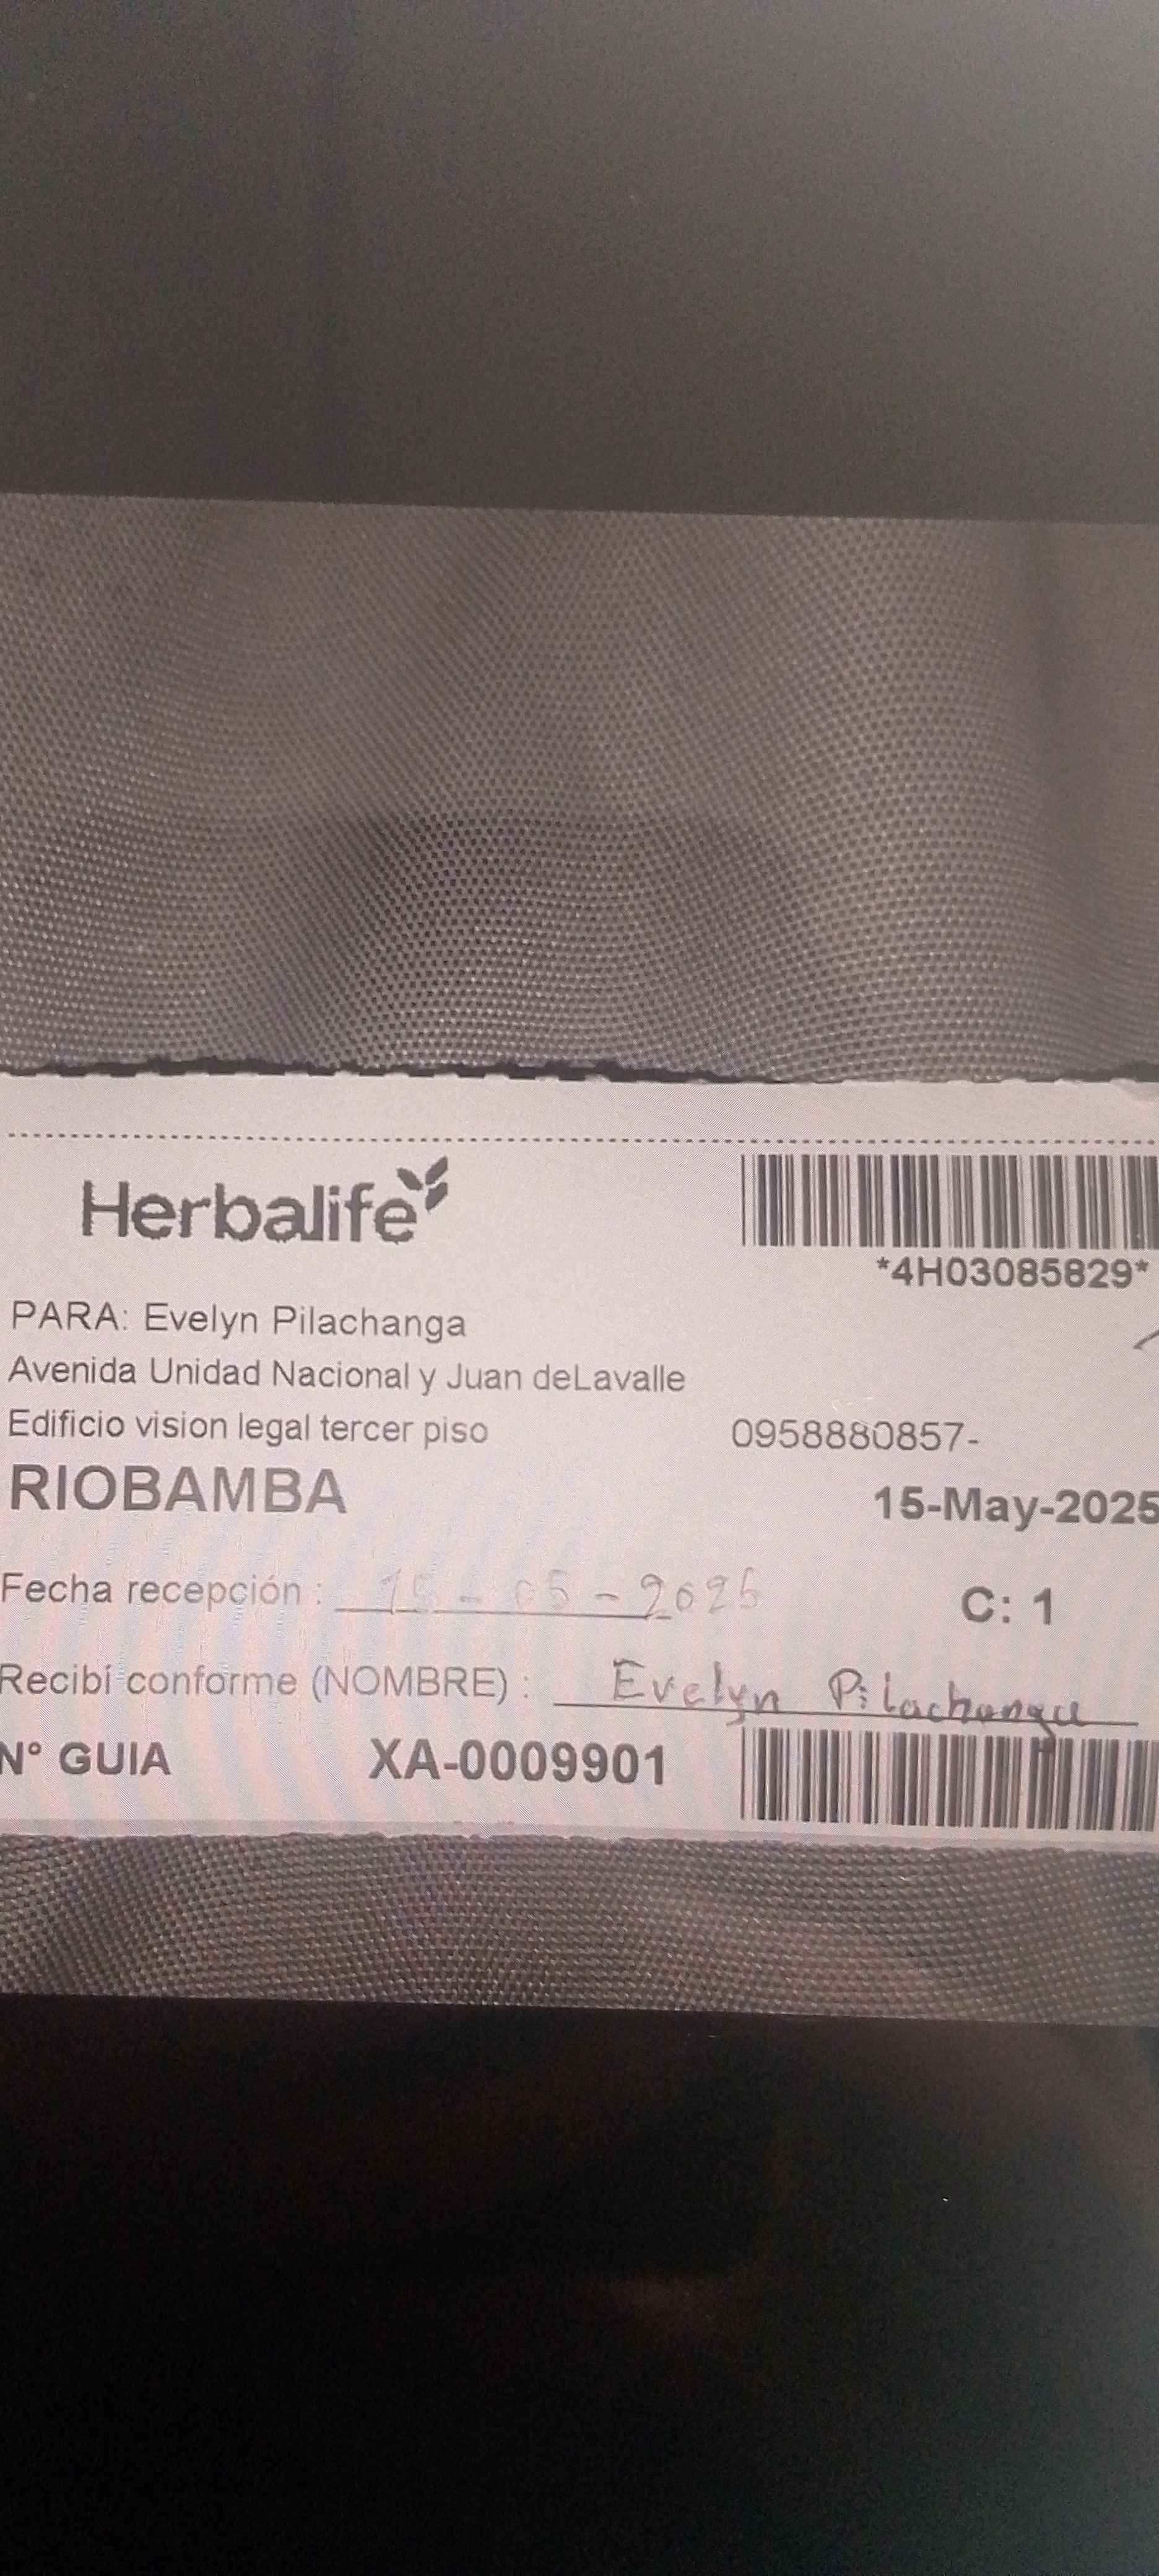 Herbalife
*4H03085829*
PARA: Evelyn Pilachanga
Avenida Unidad Nacional y Juan deLavalle
Edificio vision legal tercer piso 0958880857-
RIOBAMBA 15-May-2025
Fecha recepción : 15 - 05 - 2025 C: 1
Recibí conforme (NOMBRE) : Evelyn Pilachanga
N° GUIA XA-0009901